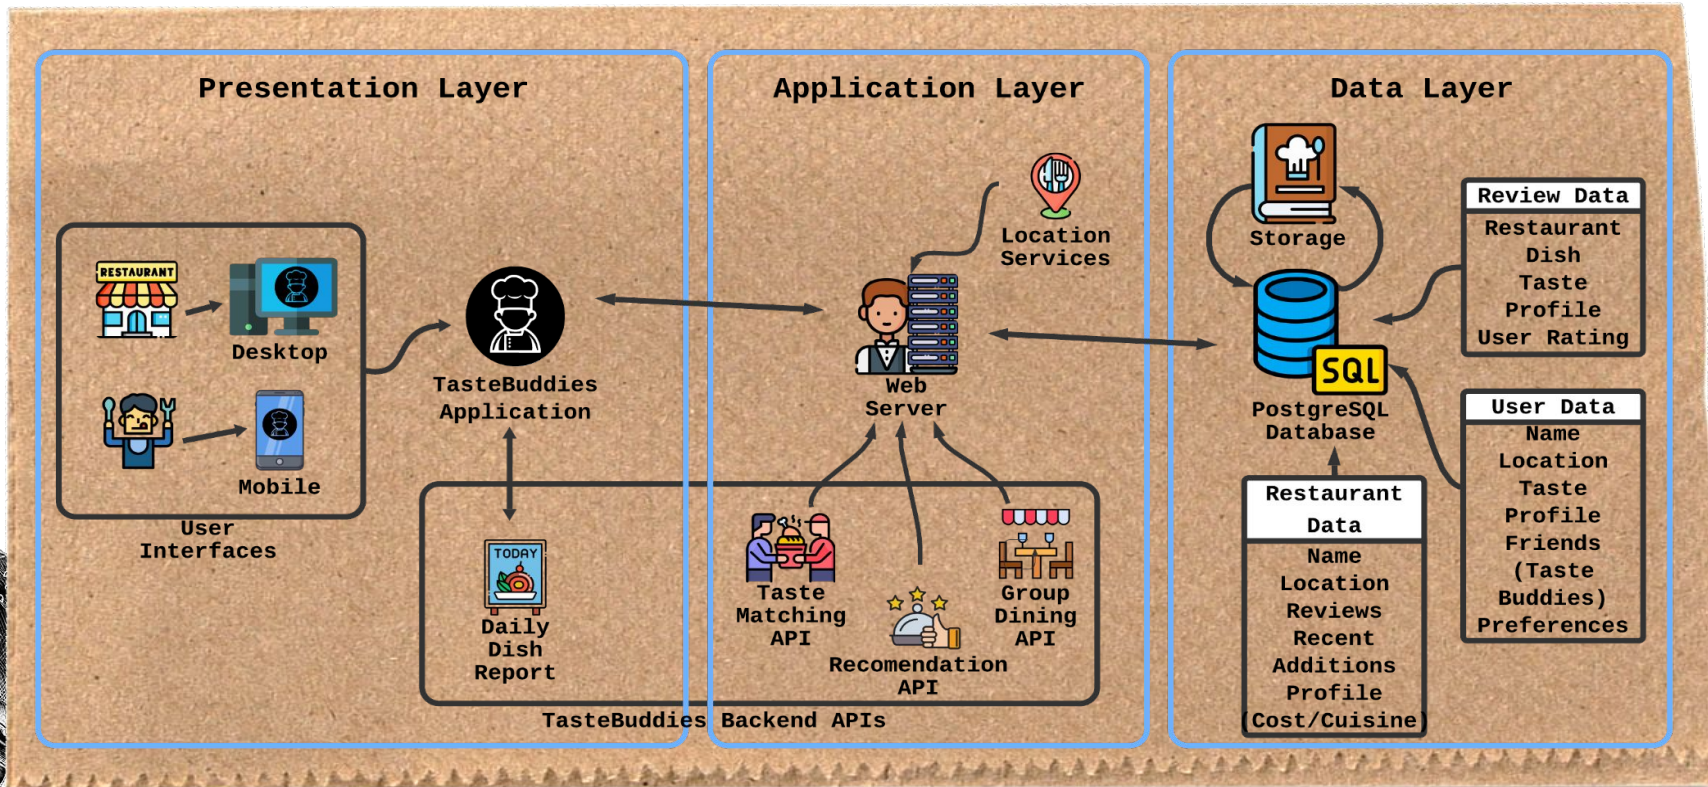 Presentation Layer
RESTAURANT
Desktop
Mobile
User
Interfaces
TasteBuddies
Application
TODAY
Daily
Dish
Report
TasteBuddies Backend APIs
Application Layer
Location
Services
Web
Server
Taste
Matching
API
Recomendation
API
Group
Dining
API
Data Layer
Storage
SQL
PostgreSQL
Database
Review Data
Restaurant
Dish
Taste
Profile
User Rating
User Data
Name
Location
Taste
Profile
Friends
(Taste
Buddies)
Preferences
Restaurant
Data
Name
Location
Reviews
Recent
Additions
Profile
(Cost/Cuisine)